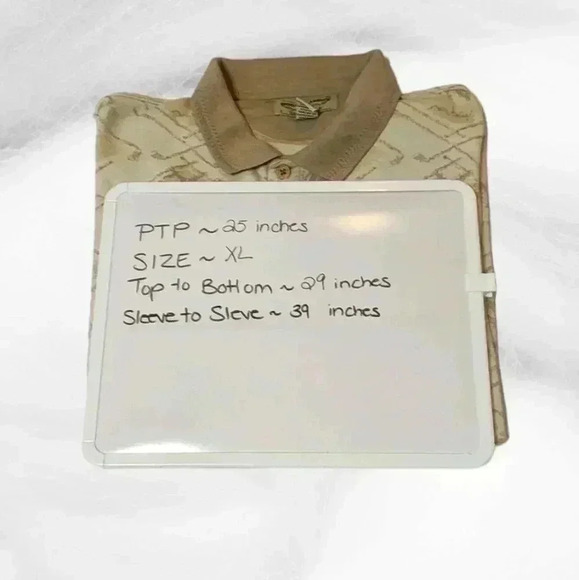 PTP ~ 25 inches
SIZE ~ XL
Top to Bottom ~ 29 inches
Sleeve to Sleve ~ 39 inches